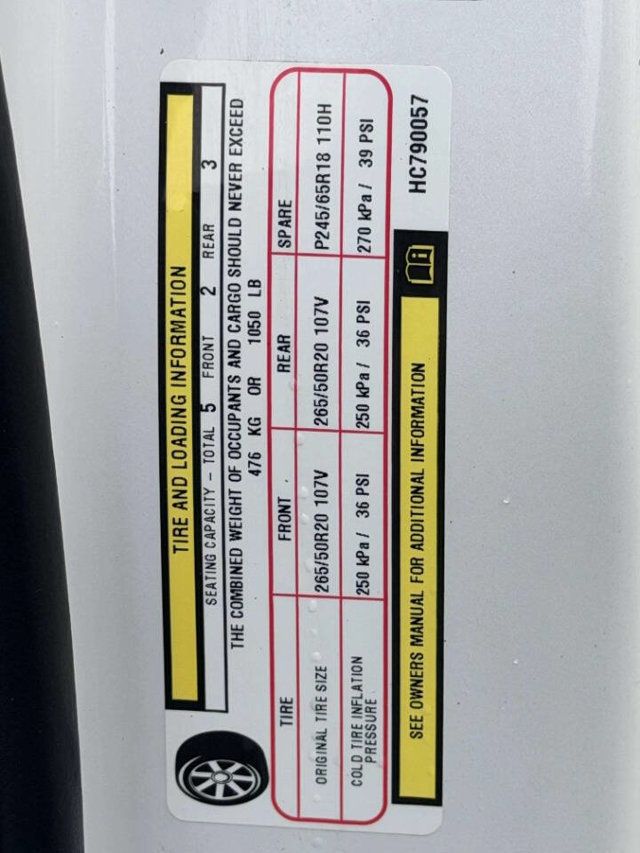 TIRE AND LOADING INFORMATION
SEATING CAPACITY - TOTAL 5 FRONT 2 REAR 3
THE COMBINED WEIGHT OF OCCUPANTS AND CARGO SHOULD NEVER EXCEED
476 KG OR 1050 LB
TIRE FRONT REAR SPARE
ORIGINAL TIRE SIZE 265/50R20 107V 265/50R20 107V P245/65R18 110H
COLD TIRE INFLATION
PRESSURE 250 kPa / 36 PSI 250 kPa / 36 PSI 270 kPa / 39 PSI
SEE OWNERS MANUAL FOR ADDITIONAL INFORMATION
HC790057